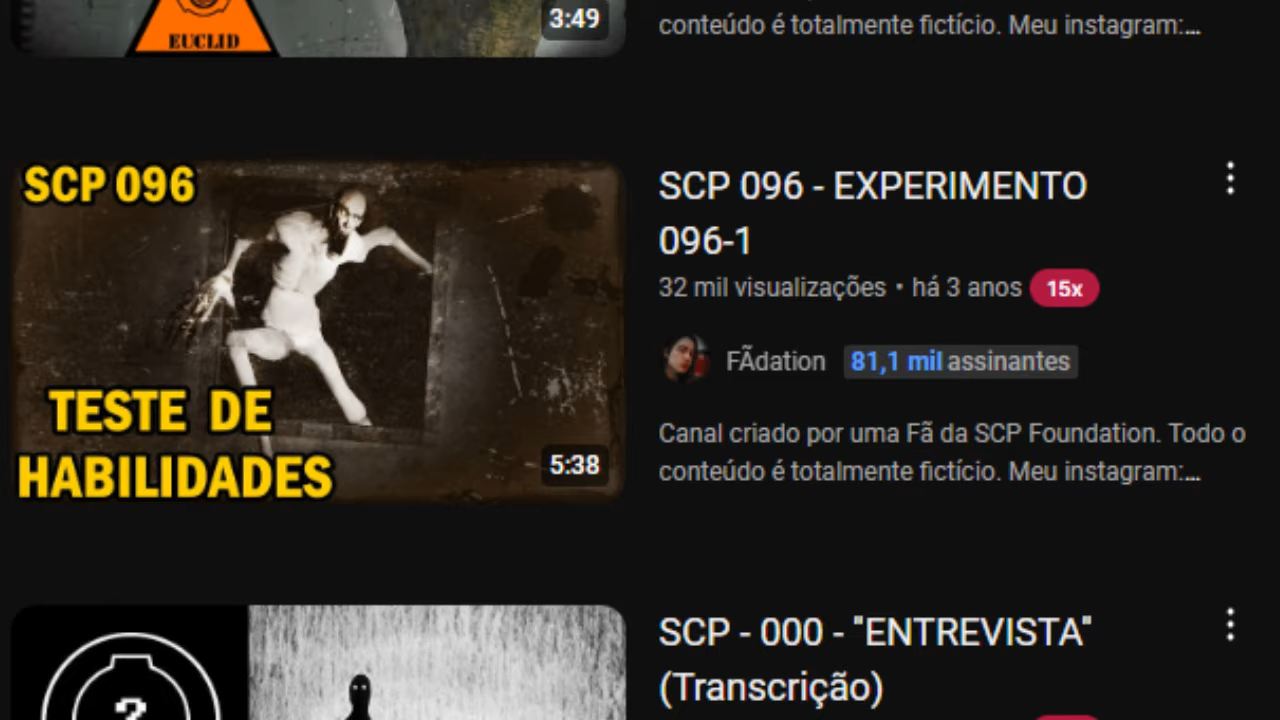 EUCLID
3:49
conteúdo é totalmente fictício. Meu instagram:...
SCP 096
TESTE DE
HABILIDADES
5:38
SCP 096 - EXPERIMENTO
096-1
32 mil visualizações • há 3 anos 15x
FÃdation 81,1 mil assinantes
Canal criado por uma Fã da SCP Foundation. Todo o
conteúdo é totalmente fictício. Meu instagram:...
?
SCP - 000 - "ENTREVISTA"
(Transcrição)